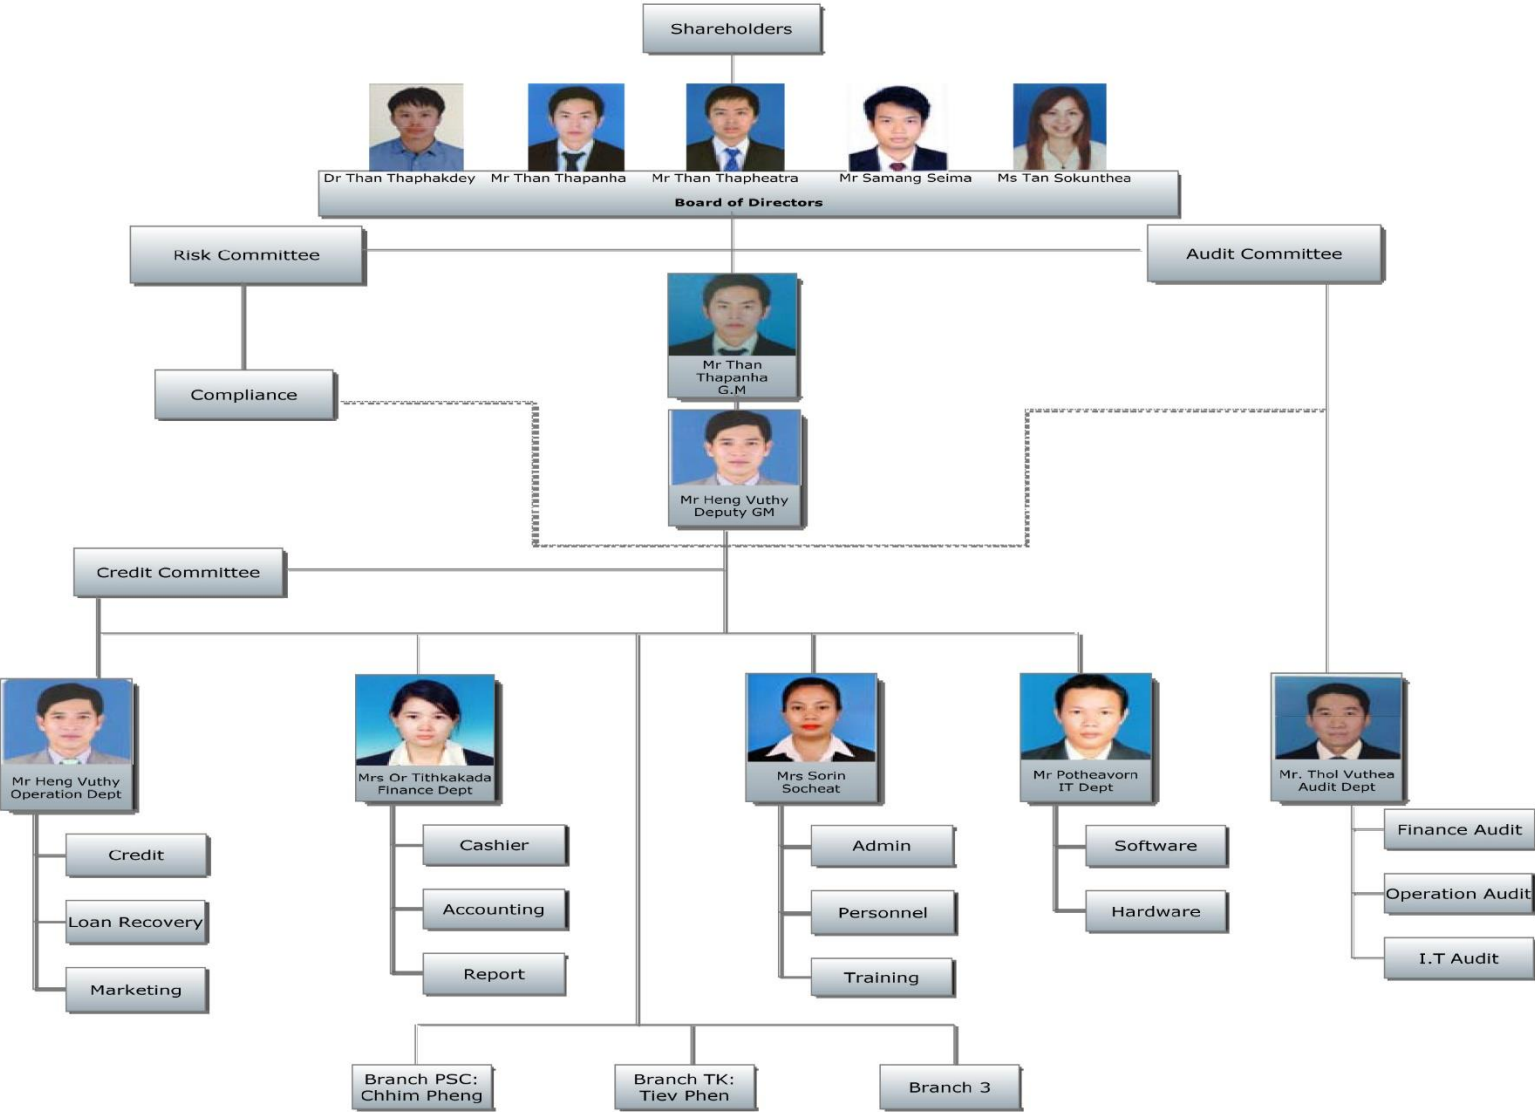 Shareholders
Dr Than Thaphakdey
Mr Than Thapanha
Mr Than Thapheatra
Mr Samang Seima
Ms Tan Sokunthea
Board of Directors
Risk Committee
Audit Committee
Mr Than
Thapanha
G.M
Compliance
Mr Heng Vuthy
Deputy GM
Credit Committee
Mr Heng Vuthy
Operation Dept
Mrs Or Tithkakada
Finance Dept
Mrs Sorin
Socheat
Mr Potheavorn
IT Dept
Mr. Thol Vuthea
Audit Dept
Credit
Loan Recovery
Marketing
Cashier
Accounting
Report
Admin
Personnel
Training
Software
Hardware
Finance Audit
Operation Audit
I.T Audit
Branch PSC:
Chhim Pheng
Branch TK:
Tiev Phen
Branch 3